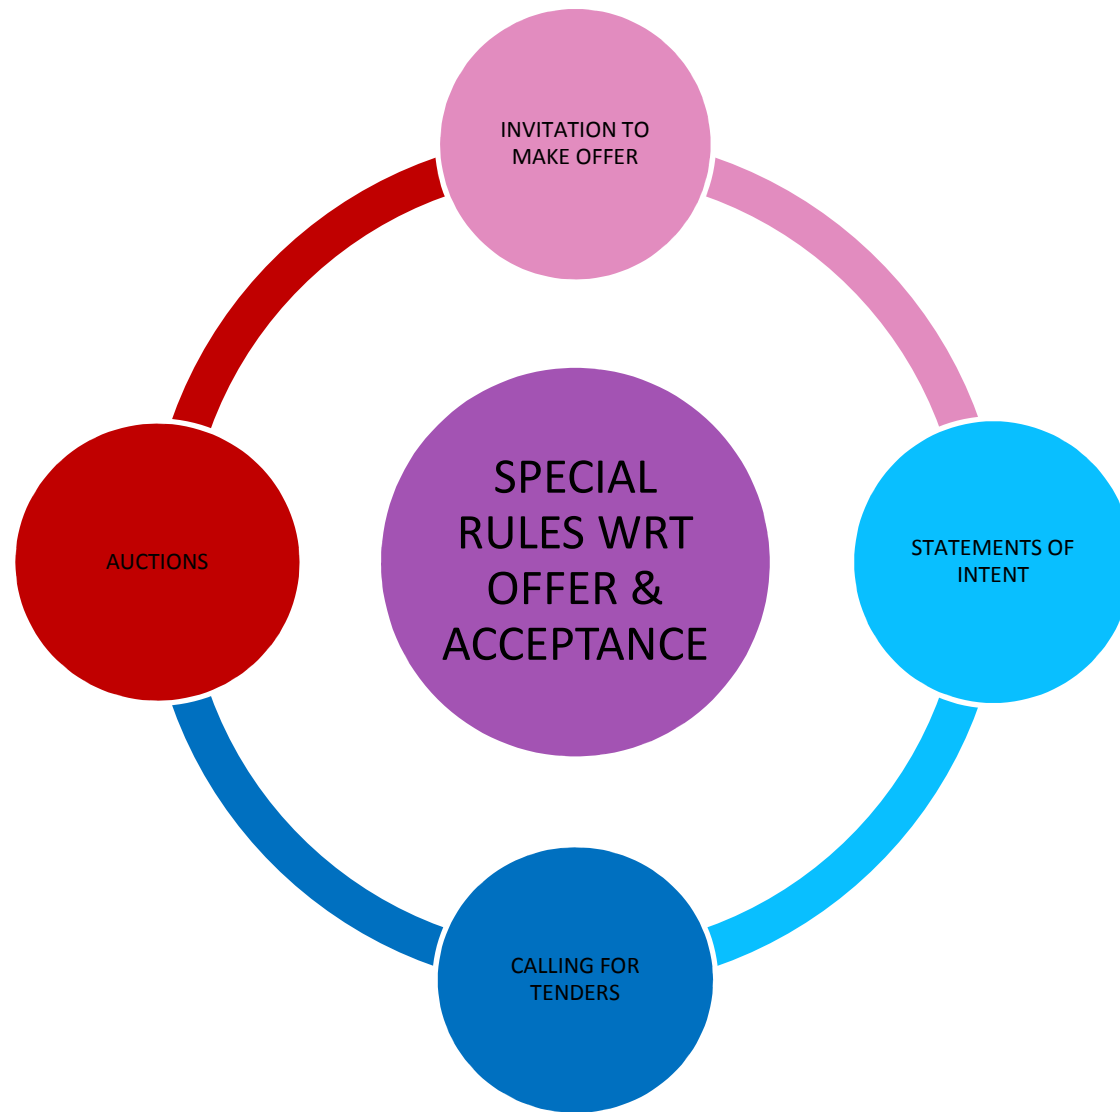 INVITATION TO
MAKE OFFER
SPECIAL
RULES WRT
OFFER &
ACCEPTANCE
AUCTIONS
STATEMENTS OF
INTENT
CALLING FOR
TENDERS